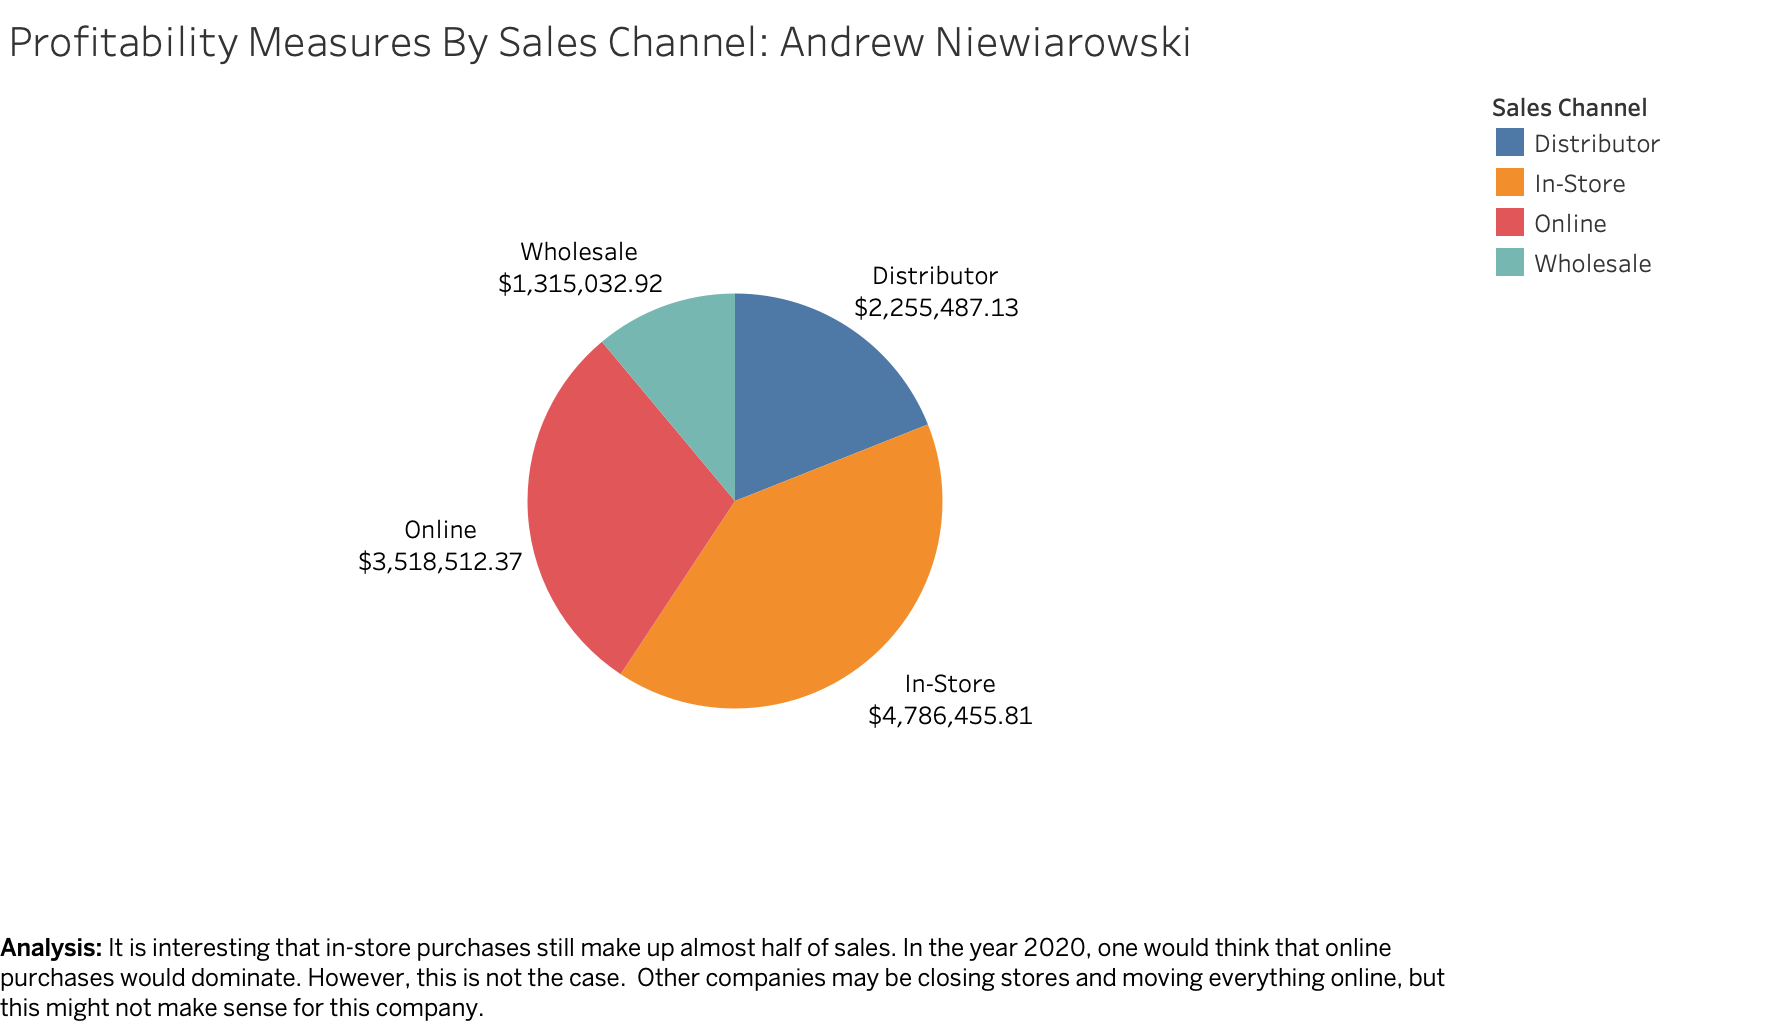 Profitability Measures By Sales Channel: Andrew Niewiarowski
Sales Channel
Distributor
In-Store
Online
Wholesale
Wholesale
$1,315,032.92
Distributor
$2,255,487.13
Online
$3,518,512.37
In-Store
$4,786,455.81
Analysis: It is interesting that in-store purchases still make up almost half of sales. In the year 2020, one would think that online
purchases would dominate. However, this is not the case.  Other companies may be closing stores and moving everything online, but
this might not make sense for this company.